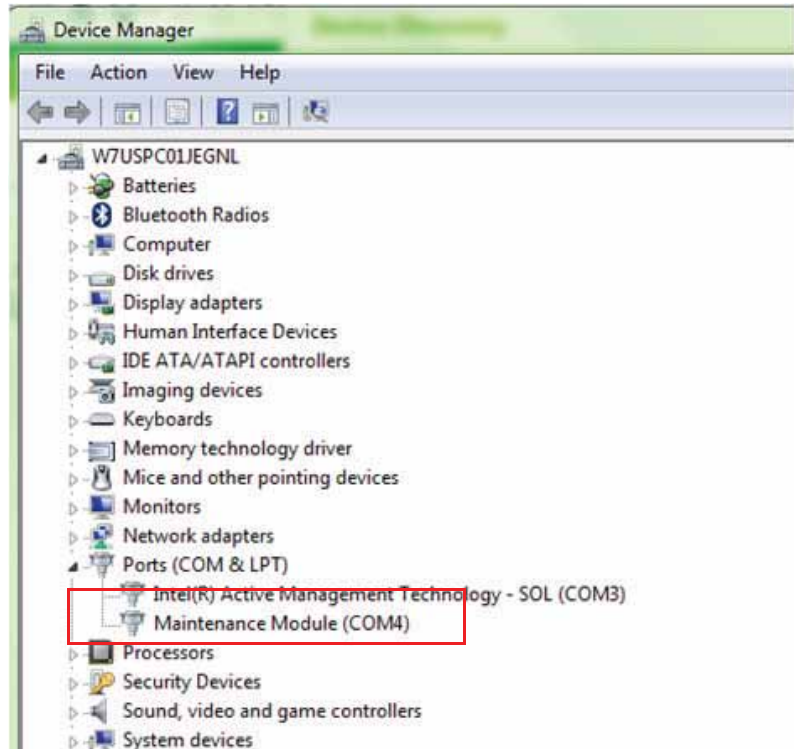 Device Manager
File Action View Help
W7USPC01JEGNL
Batteries
Bluetooth Radios
Computer
Disk drives
Display adapters
Human Interface Devices
IDE ATA/ATAPI controllers
Imaging devices
Keyboards
Memory technology driver
Mice and other pointing devices
Monitors
Network adapters
Ports (COM & LPT)
Intel(R) Active Management Technology - SOL (COM3)
Maintenance Module (COM4)
Processors
Security Devices
Sound, video and game controllers
System devices